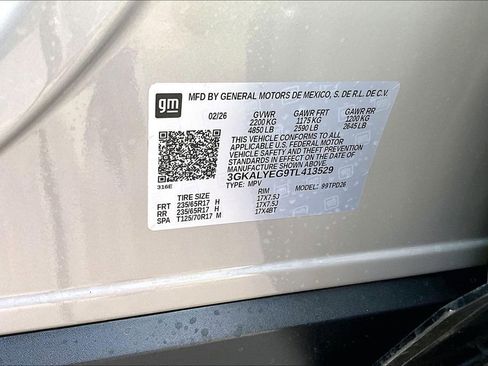 gm
MFD BY GENERAL MOTORS DE MEXICO, S. DE R.L. DE C.V.
02/26 GVWR GAWR FRT GAWR RR
2200 KG 1175 KG 1200 KG
4850 LB 2590 LB 2645 LB
THIS VEHICLE CONFORMS TO ALL
APPLICABLE U.S. FEDERAL MOTOR
VEHICLE SAFETY AND THEFT PREVENTION
STANDARDS IN EFFECT ON THE DATE OF
MANUFACTURE SHOWN ABOVE.
3GKALYEG9TL413529
316E TYPE: MPV MODEL: 99TPD26
TIRE SIZE RIM
FRT 235/65R17 H 17X7.5J
RR 235/65R17 H 17X7.5J
SPA T125/70R17 M 17X4BT